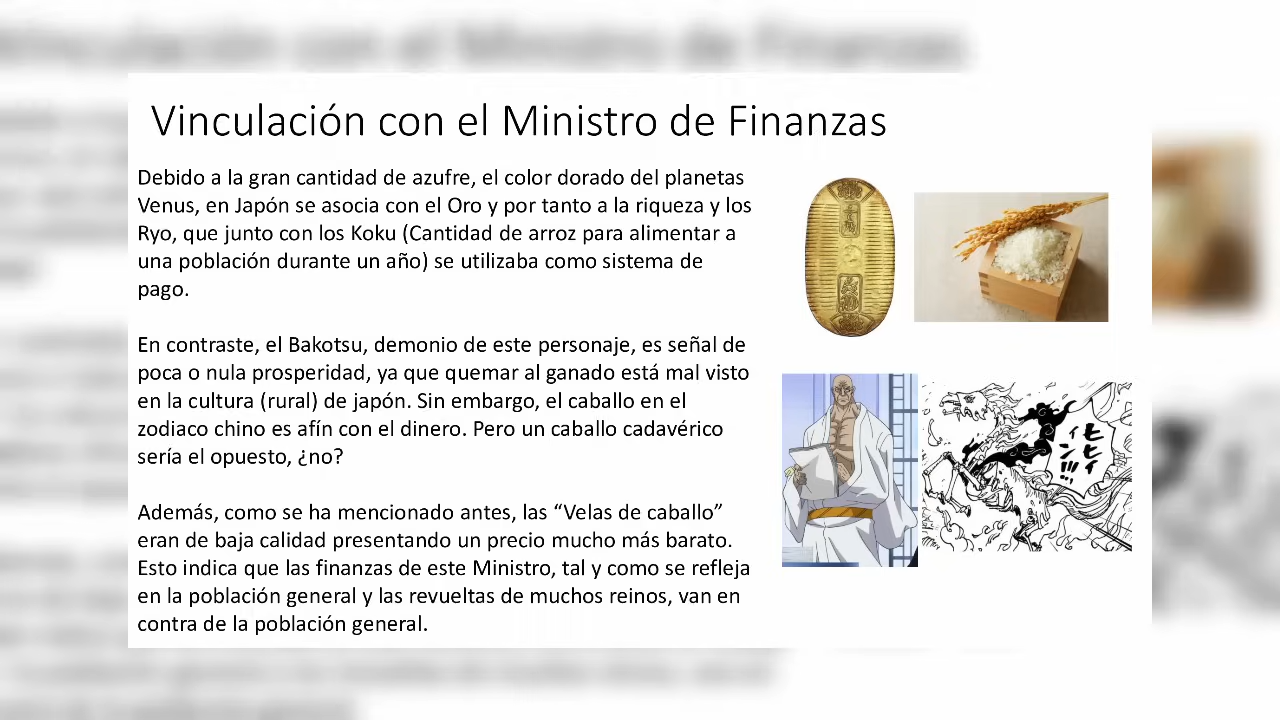 Vinculación con el Ministro de Finanzas
Debido a la gran cantidad de azufre, el color dorado del planetas
Venus, en Japón se asocia con el Oro y por tanto a la riqueza y los
Ryo, que junto con los Koku (Cantidad de arroz para alimentar a
una población durante un año) se utilizaba como sistema de
pago.
En contraste, el Bakotsu, demonio de este personaje, es señal de
poca o nula prosperidad, ya que quemar al ganado está mal visto
en la cultura (rural) de japón. Sin embargo, el caballo en el
zodiaco chino es afín con el dinero. Pero un caballo cadavérico
sería el opuesto, ¿no?
Además, como se ha mencionado antes, las “Velas de caballo”
eran de baja calidad presentando un precio mucho más barato.
Esto indica que las finanzas de este Ministro, tal y como se refleja
en la población general y las revueltas de muchos reinos, van en
contra de la población general.
ヒヒィ
ィン!!!